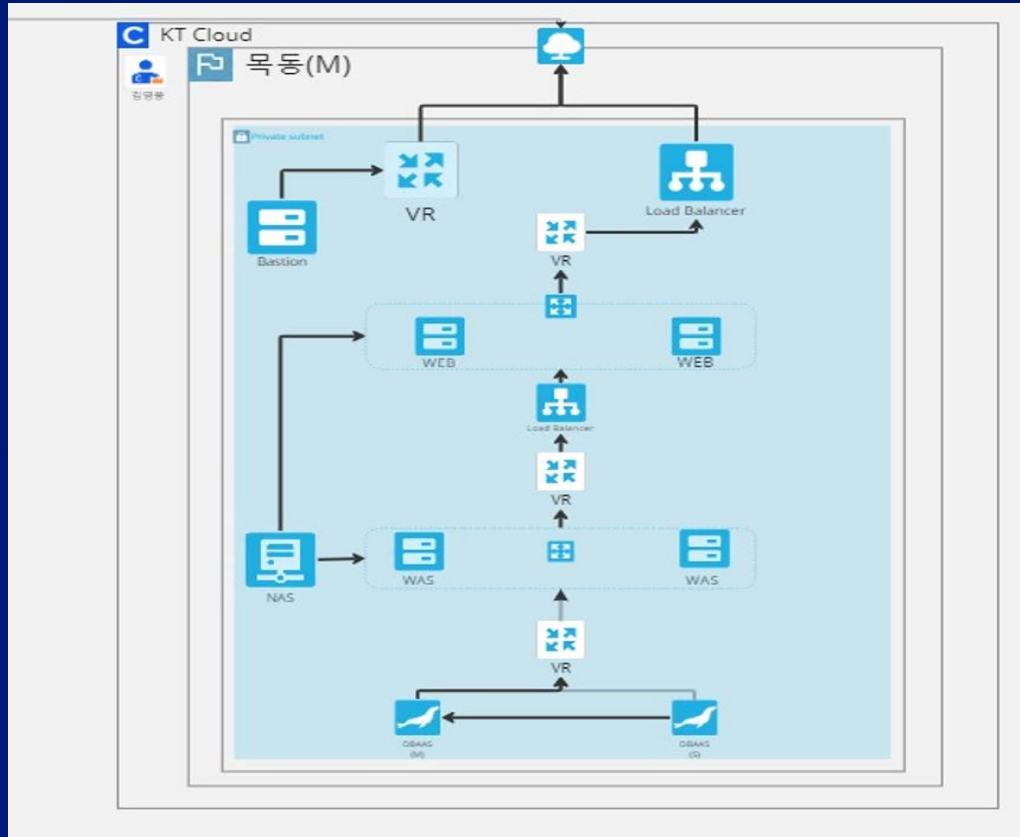 KT Cloud
목동(M)
Private subnet
VR
Load Balancer
Bastion
VR
WEB
WEB
Load Balancer
VR
WAS
WAS
NAS
VR
DBAAS
(M)
DBAAS
(S)